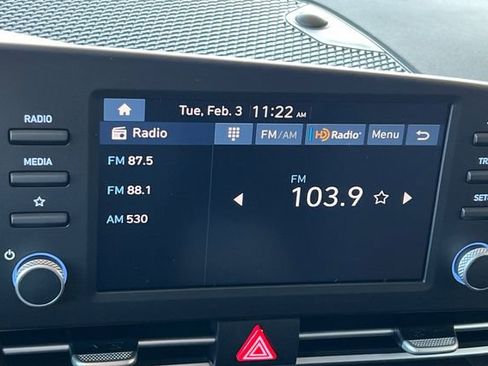 Tue, Feb. 3 11:22 AM
RADIO
Radio FM/AM HD Radio Menu
MEDIA
FM 87.5
FM 88.1
AM 530
FM
103.9